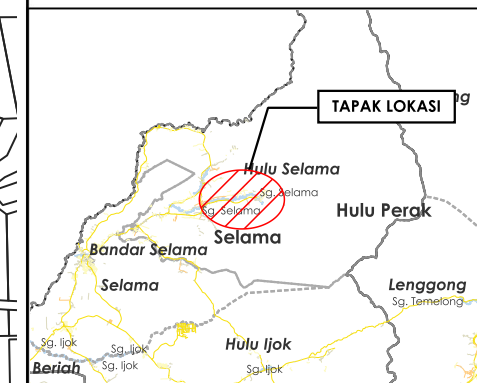 TAPAK LOKASI
ng
Hulu Selama
Sg. Selama
Sg. Selama
Hulu Perak
Selama
Bandar Selama
Selama
Lenggong
Sg. Temelong
Hulu Ijok
Sg. Ijok
Sg. Ijok
Sg. Ijok
Beriah
Sg. Ijok